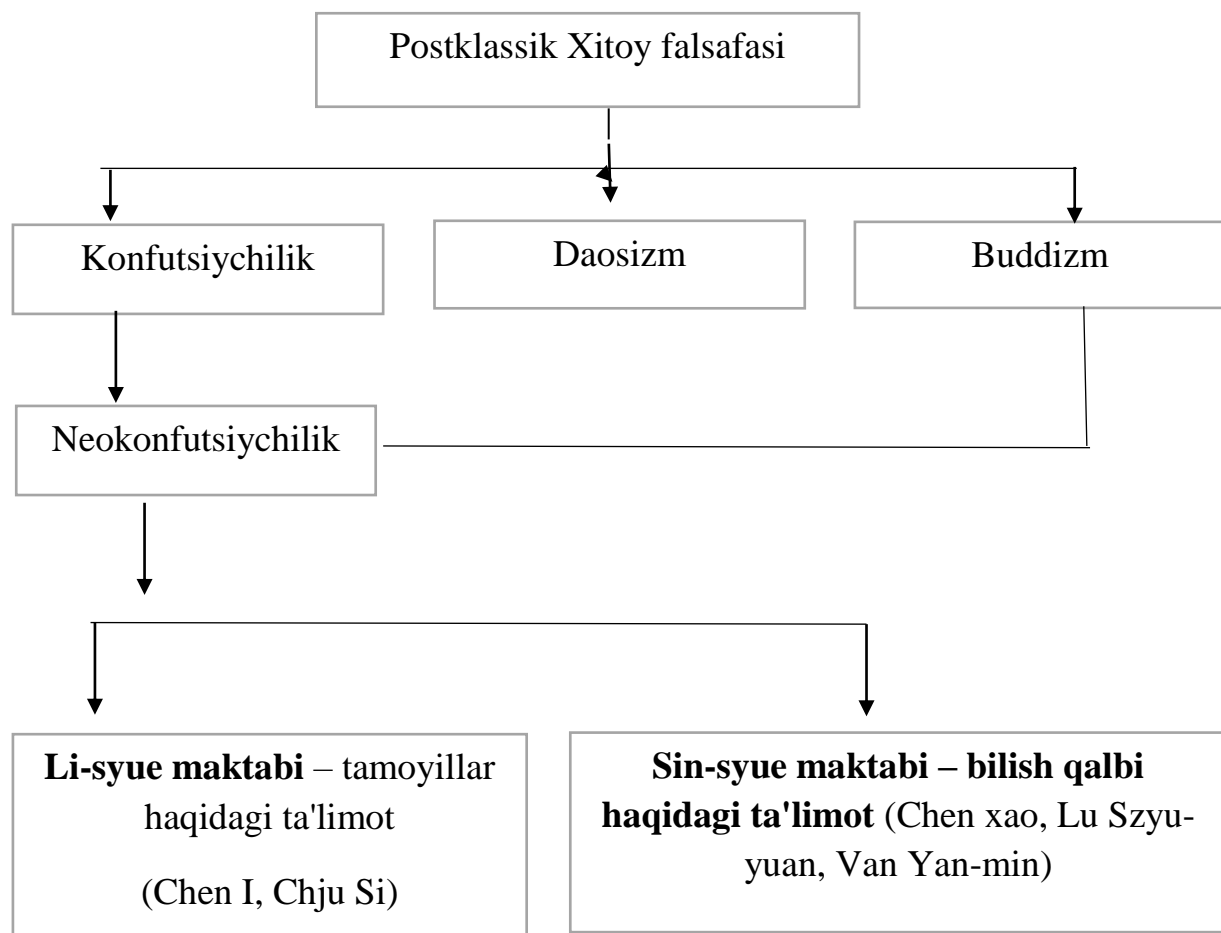 Postklassik Xitoy falsafasi
Konfutsiychilik
Daosizm
Buddizm
Neokonfutsiychilik
Li-syue maktabi – tamoyillar
haqidagi ta'limot
(Chen I, Chju Si)
Sin-syue maktabi – bilish qalbi
haqidagi ta'limot (Chen xao, Lu Szyu-
yuan, Van Yan-min)